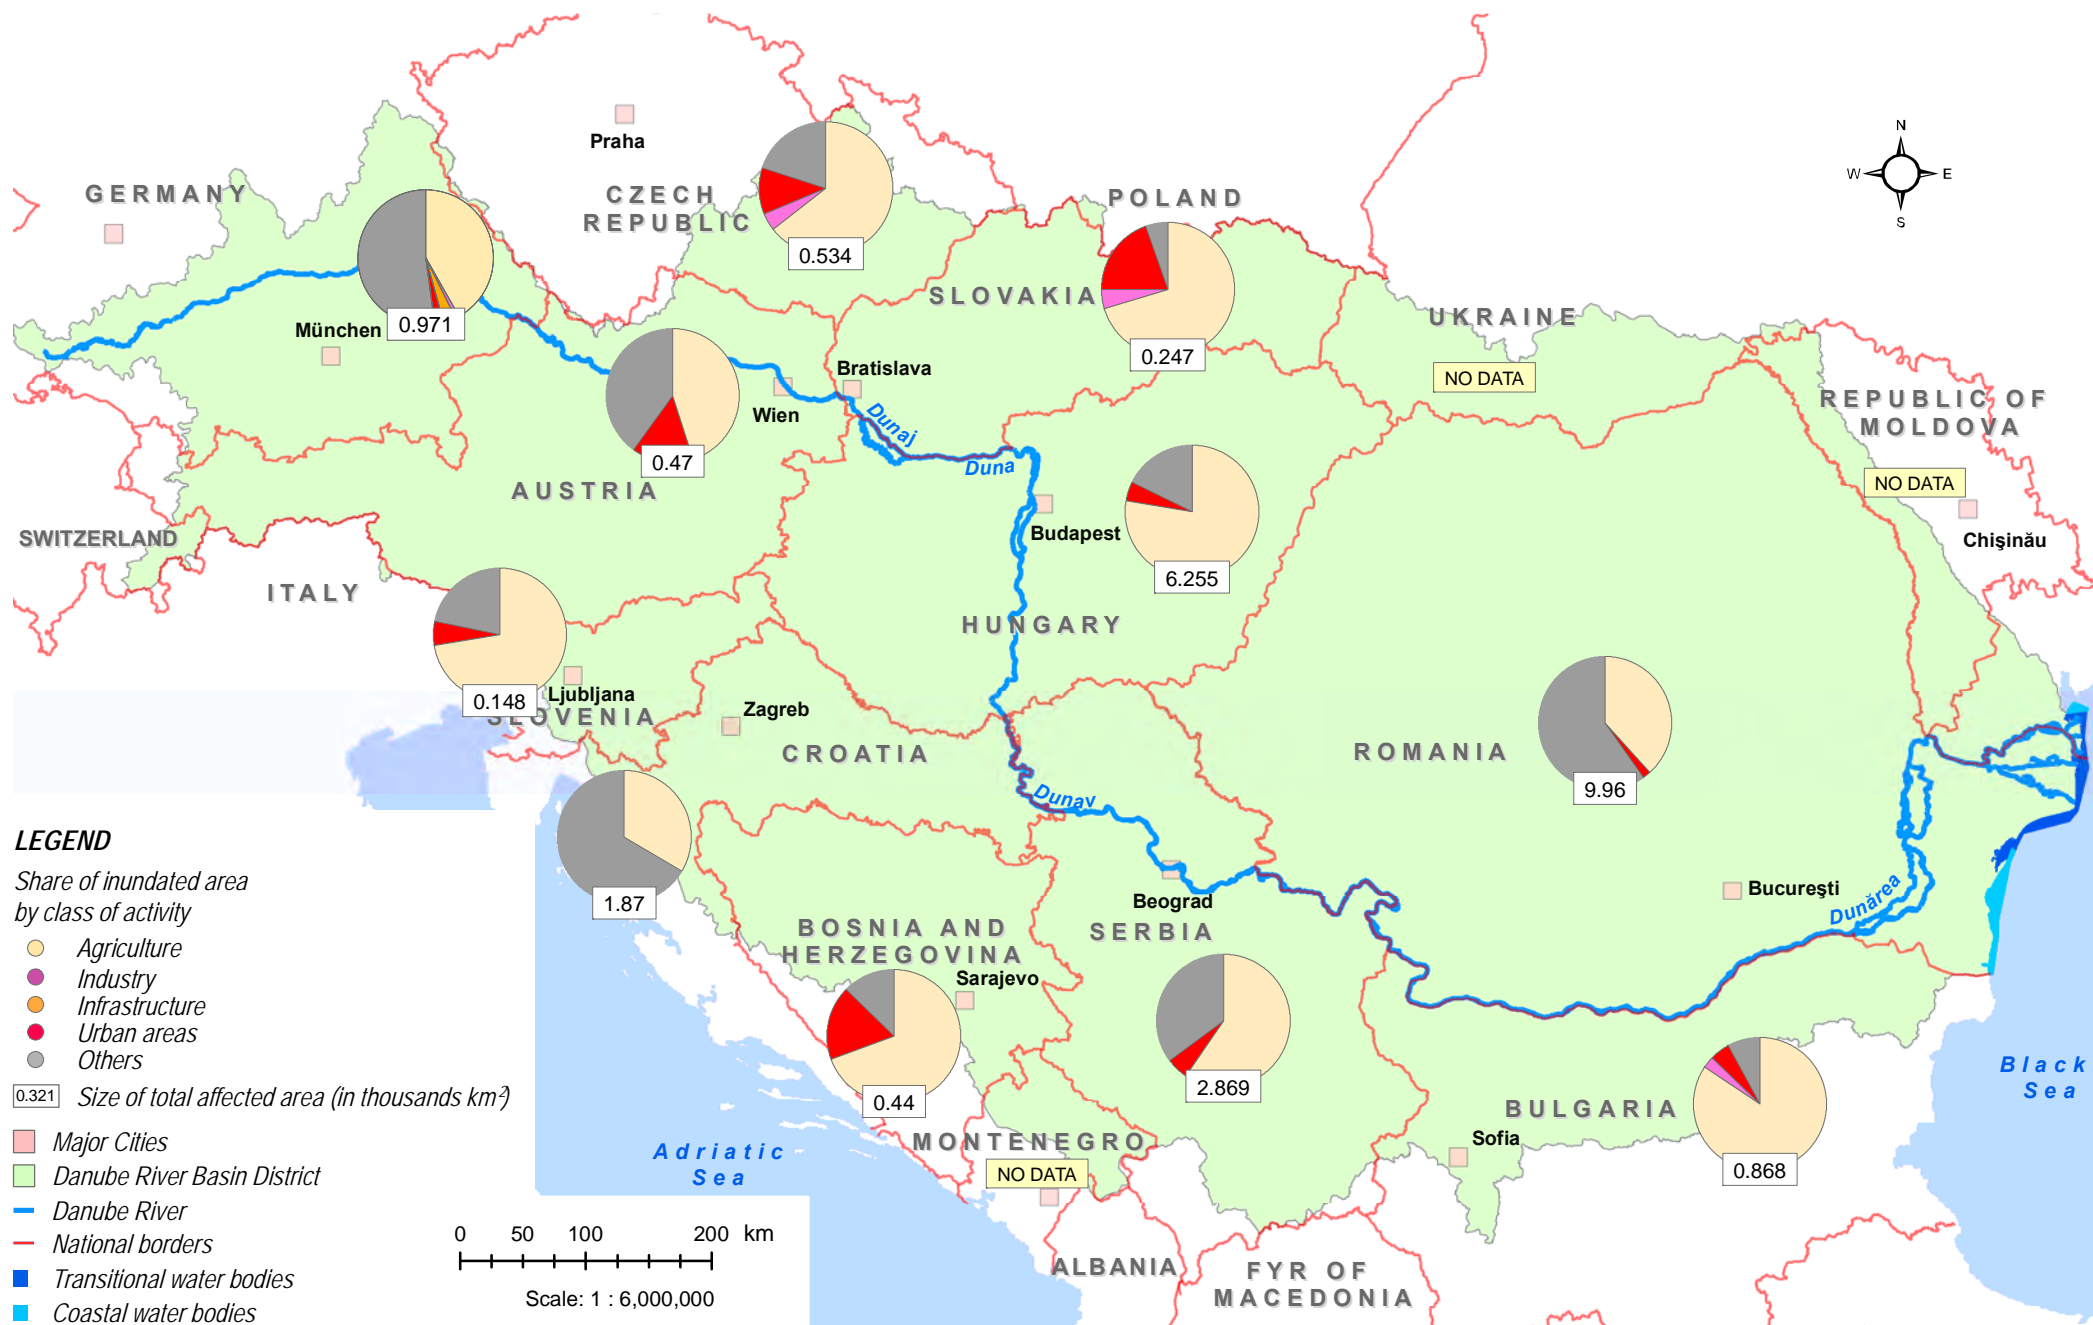 N
W
E
S
Praha
GERMANY
CZECH
REPUBLIC
0.534
POLAND
SLOVAKIA
0.971
München
0.247
UKRAINE
NO DATA
Bratislava
Wien
Dunaj
Duna
0.47
AUSTRIA
REPUBLIC OF
MOLDOVA
NO DATA
Chişinău
SWITZERLAND
ITALY
Budapest
6.255
HUNGARY
0.148
Ljubljana
SLOVENIA
Zagreb
CROATIA
ROMANIA
9.96
Dunav
1.87
Beograd
SERBIA
Bucureşti
Dunărea
BOSNIA AND
HERZEGOVINA
Sarajevo
0.44
2.869
BULGARIA
Sofia
0.868
Black
Sea
MONTENEGRO
NO DATA
Adriatic
Sea
ALBANIA
FYR OF
MACEDONIA
LEGEND
Share of inundated area
by class of activity
Agriculture
Industry
Infrastructure
Urban areas
Others
0.321 Size of total affected area (in thousands km²)
Major Cities
Danube River Basin District
Danube River
National borders
Transitional water bodies
Coastal water bodies
0 50 100 200 km
Scale: 1 : 6,000,000